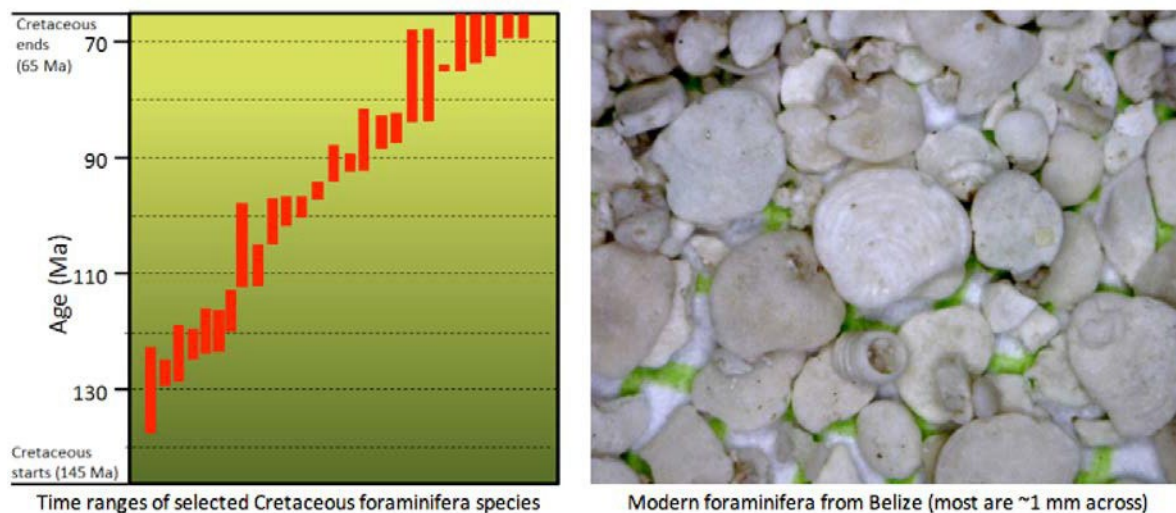 Cretaceous
ends
(65 Ma)
70
90
110
130
Age (Ma)
Cretaceous
starts (145 Ma)
Time ranges of selected Cretaceous foraminifera species
Modern foraminifera from Belize (most are ~1 mm across)